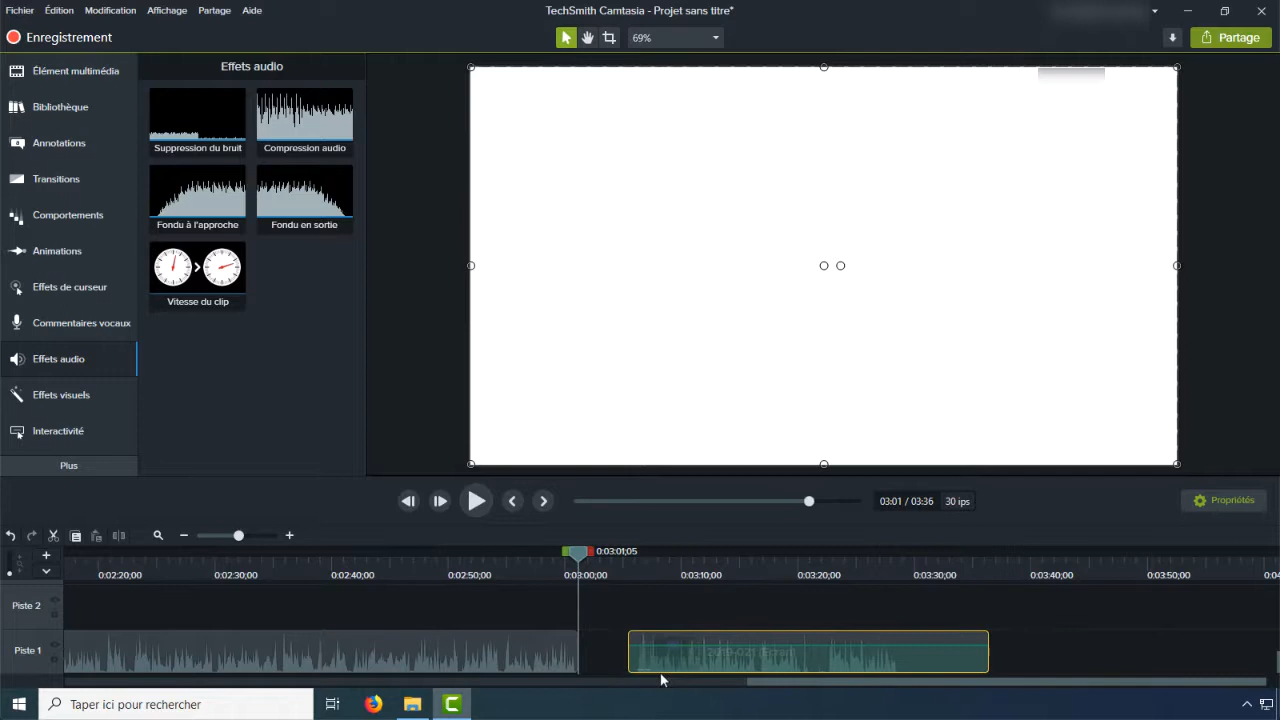 Fichier Édition Modification Affichage Partage Aide
TechSmith Camtasia - Projet sans titre*
Enregistrement
69%
Partage
Élément multimédia
Bibliothèque
Annotations
Transitions
Comportements
Animations
Effets de curseur
Commentaires vocaux
Effets audio
Effets visuels
Interactivité
Plus
Effets audio
Suppression du bruit
Compression audio
Fondu à l'approche
Fondu en sortie
Vitesse du clip
03:01 / 03:36
30 ips
Propriétés
0:03:01;05
0:02:20;00
0:02:30;00
0:02:40;00
0:02:50;00
0:03:00;00
0:03:10;00
0:03:20;00
0:03:30;00
0:03:40;00
0:03:50;00
Piste 2
Piste 1
2019-021 (Écran)
Taper ici pour rechercher